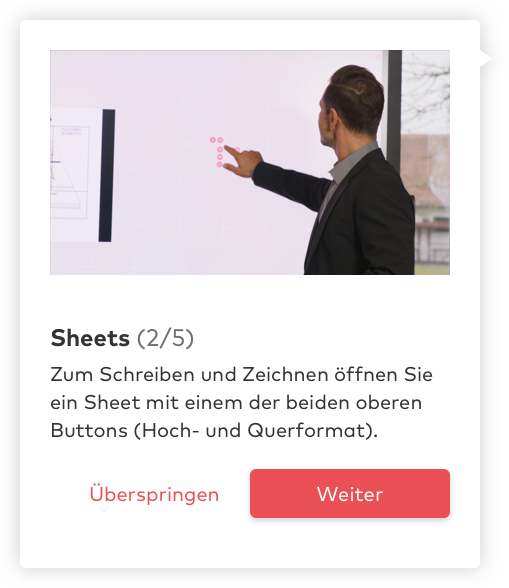 Sheets (2/5)
Zum Schreiben und Zeichnen öffnen Sie
ein Sheet mit einem der beiden oberen
Buttons (Hoch- und Querformat).
Überspringen
Weiter